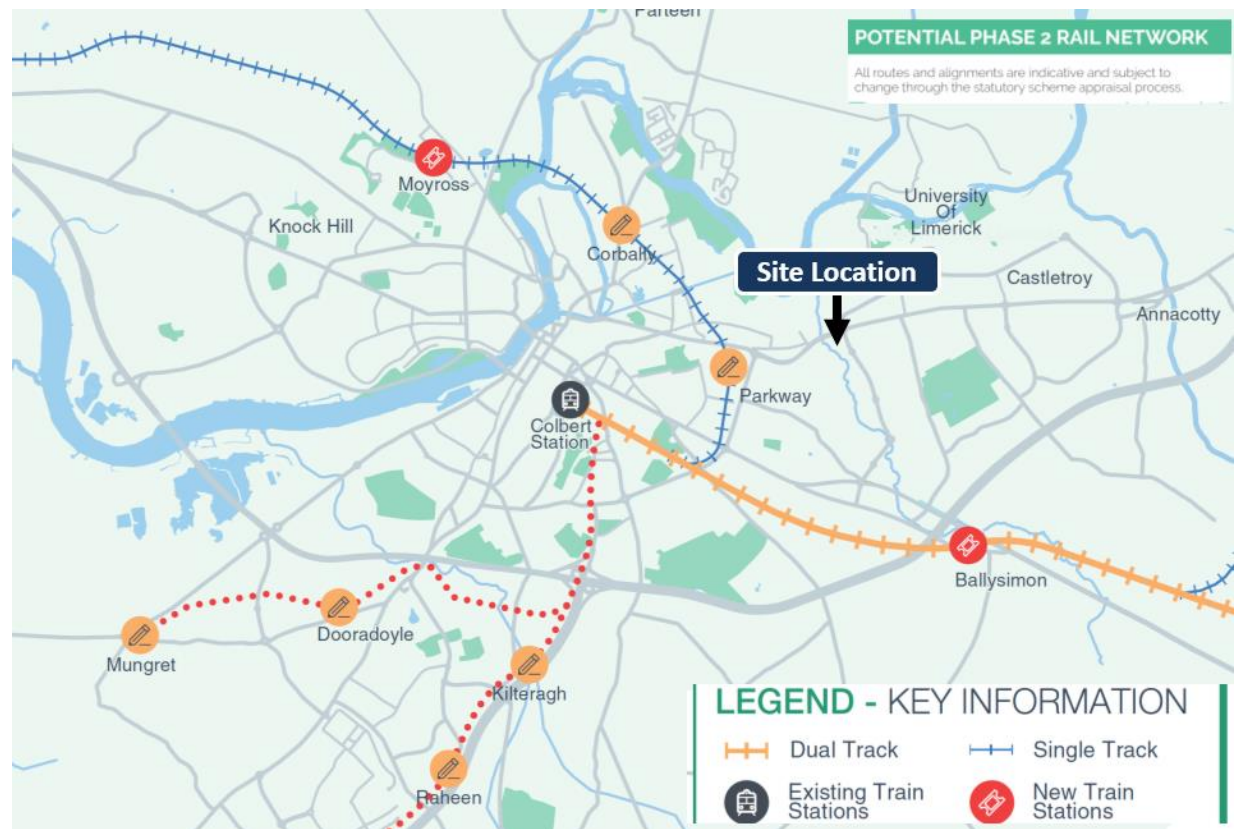 Parteen
POTENTIAL PHASE 2 RAIL NETWORK
All routes and alignments are indicative and subject to
change through the statutory scheme appraisal process.
Moyross
Knock Hill
Corbally
University
Of
Limerick
Site Location
Castletroy
Annacotty
Parkway
Colbert
Station
Ballysimon
Dooradoyle
Mungret
Kilteragh
Raheen
LEGEND - KEY INFORMATION
Dual Track
Single Track
Existing Train
Stations
New Train
Stations